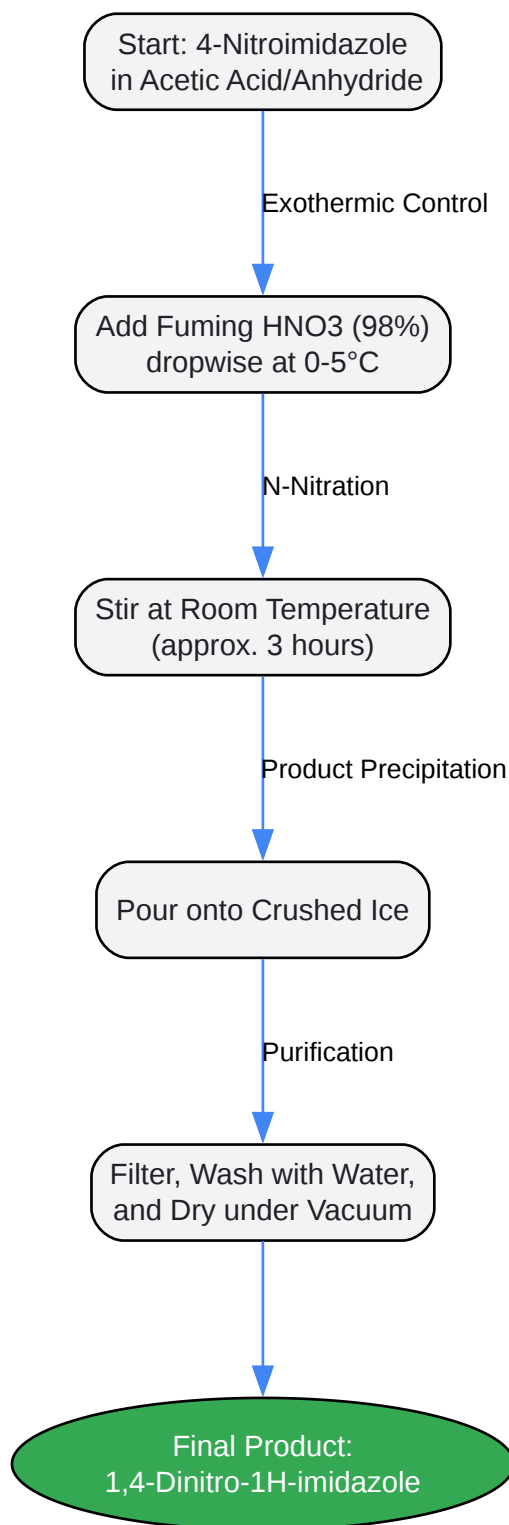 Start: 4-Nitroimidazole
in Acetic Acid/Anhydride
Exothermic Control
Add Fuming HNO3 (98%)
dropwise at 0-5°C
N-Nitration
Stir at Room Temperature
(approx. 3 hours)
Product Precipitation
Pour onto Crushed Ice
Purification
Filter, Wash with Water,
and Dry under Vacuum
Final Product:
1,4-Dinitro-1H-imidazole